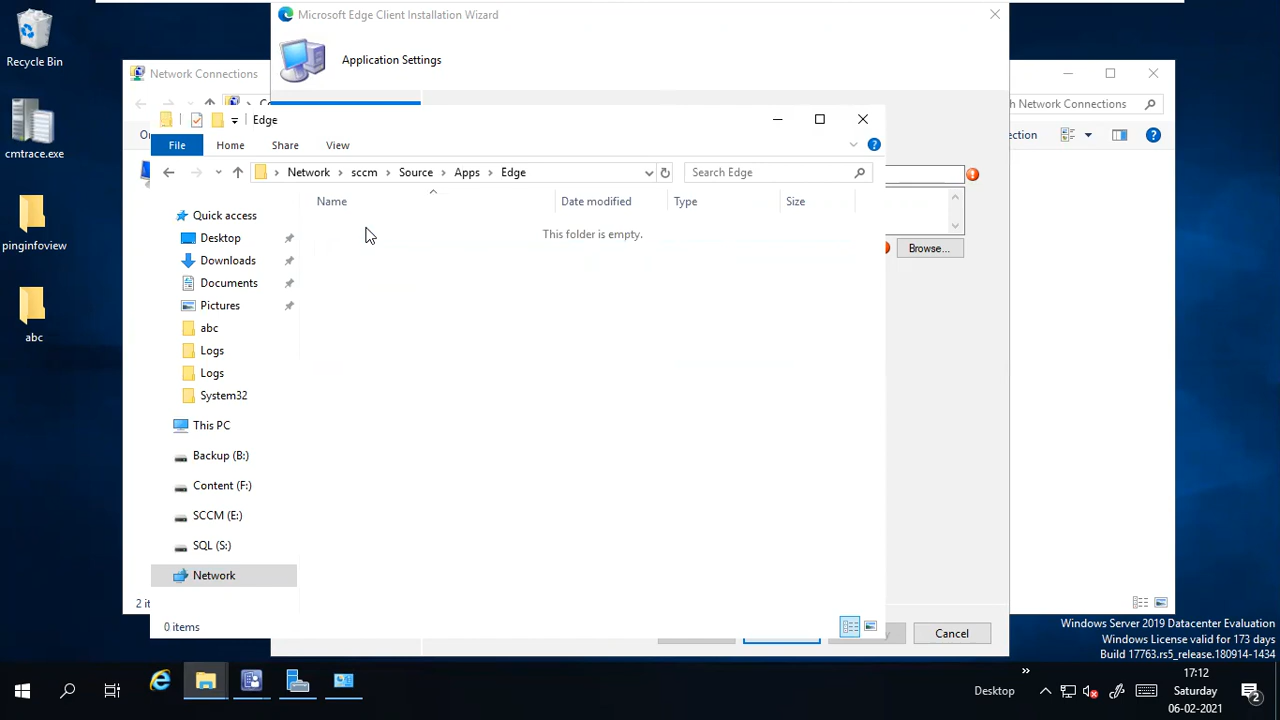 Recycle Bin
cmtrace.exe
pinginfoview
abc
Microsoft Edge Client Installation Wizard
Application Settings
Network Connections
h Network Connections
ection
Edge
File
Home
Share
View
Network
sccm
Source
Apps
Edge
Search Edge
Name
Date modified
Type
Size
This folder is empty.
Browse...
Quick access
Desktop
Downloads
Documents
Pictures
abc
Logs
Logs
System32
This PC
Backup (B:)
Content (F:)
SCCM (E:)
SQL (S:)
Network
0 items
Cancel
Windows Server 2019 Datacenter Evaluation
Windows License valid for 173 days
Build 17763.rs5_release.180914-1434
Desktop
17:12
Saturday
06-02-2021
2